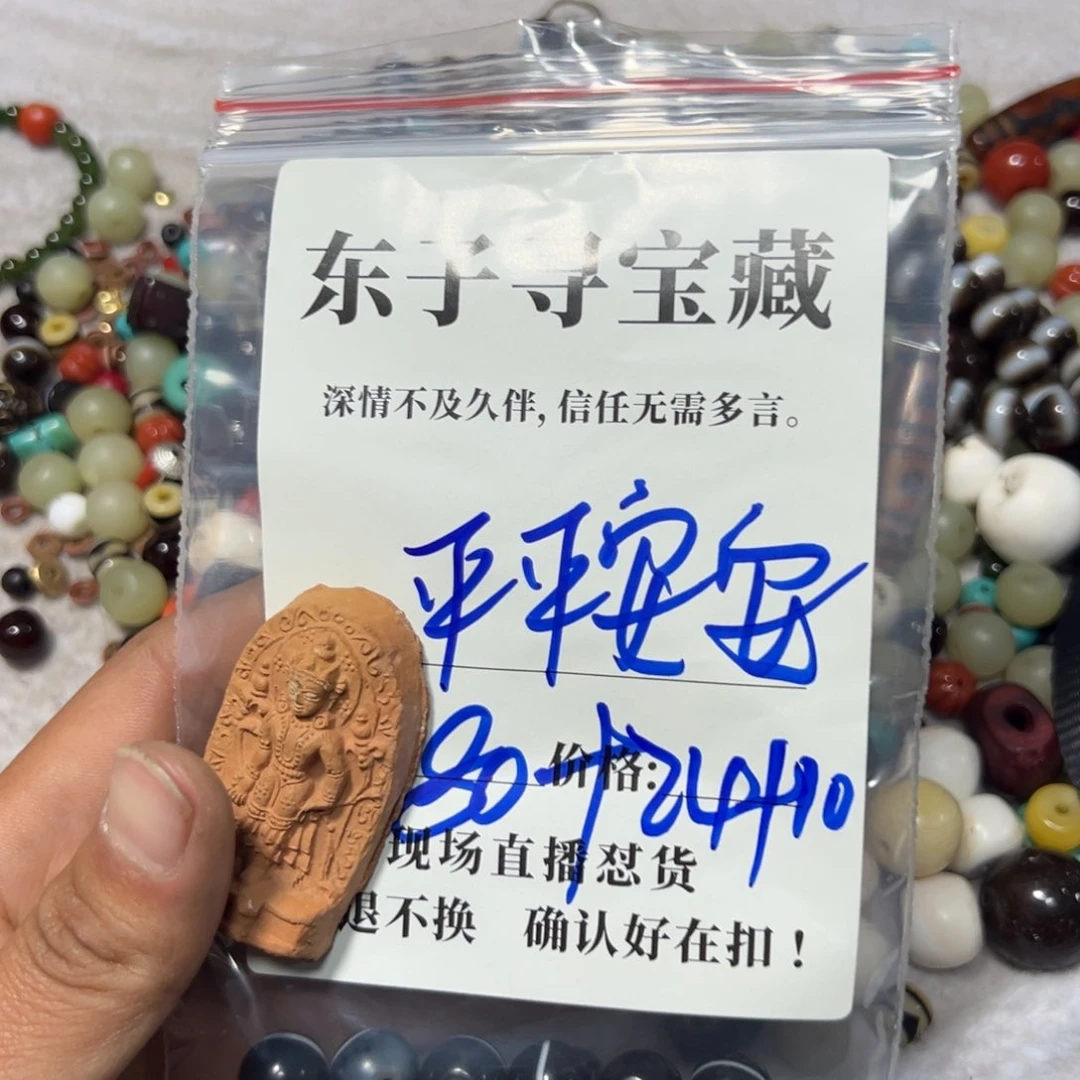 东子寻宝藏
深情不及久伴，信任无需多言。
平平安安
价格:
现场直播怼货
退不换 确认好在扣！